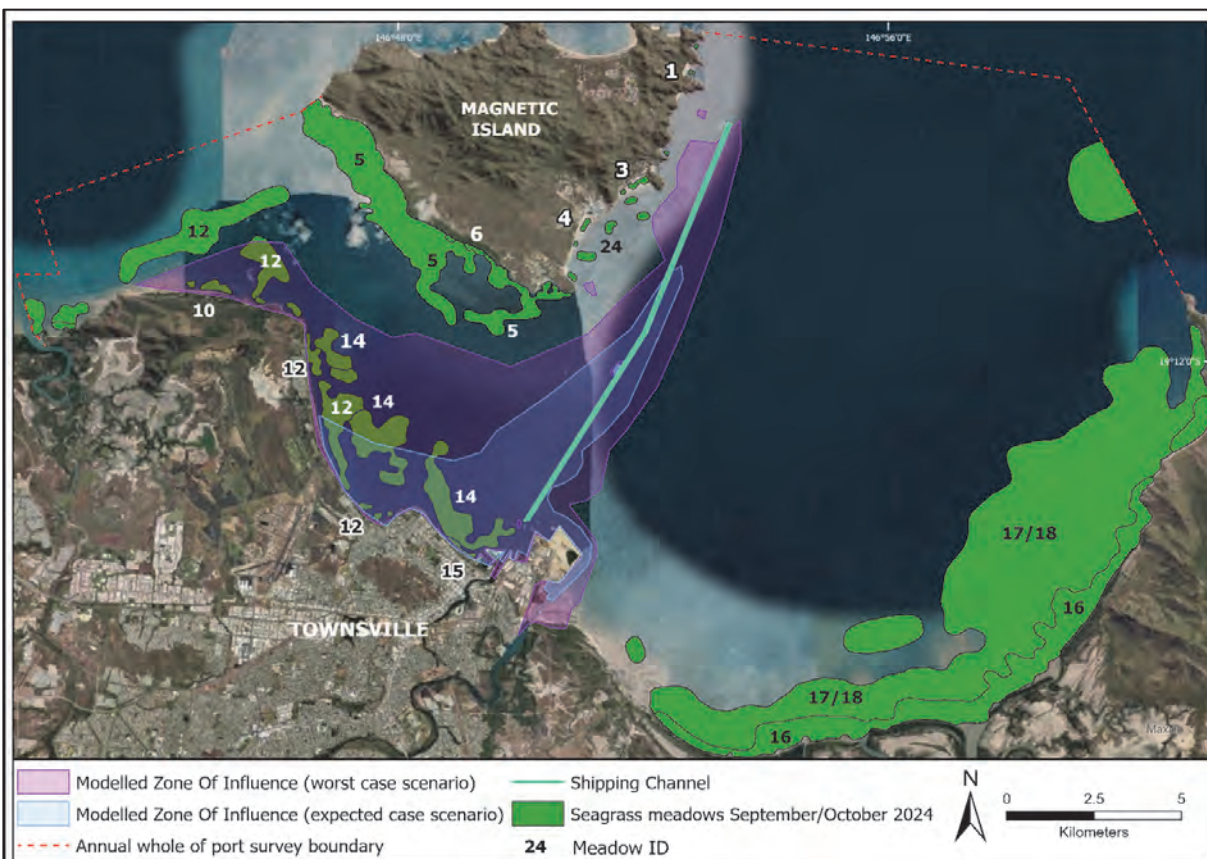 146°48'0"E
146°56'0"E
1
MAGNETIC
ISLAND
5
3
4
12
6
24
5
12
10
5
14
19°12'0"S
12
12
14
14
17/18
12
15
16
TOWNSVILLE
17/18
16
Maxar
Modelled Zone Of Influence (worst case scenario)
Shipping Channel
N
Modelled Zone Of Influence (expected case scenario)
Seagrass meadows September/October 2024
0 2.5 5
Kilometers
Annual whole of port survey boundary
24 Meadow ID